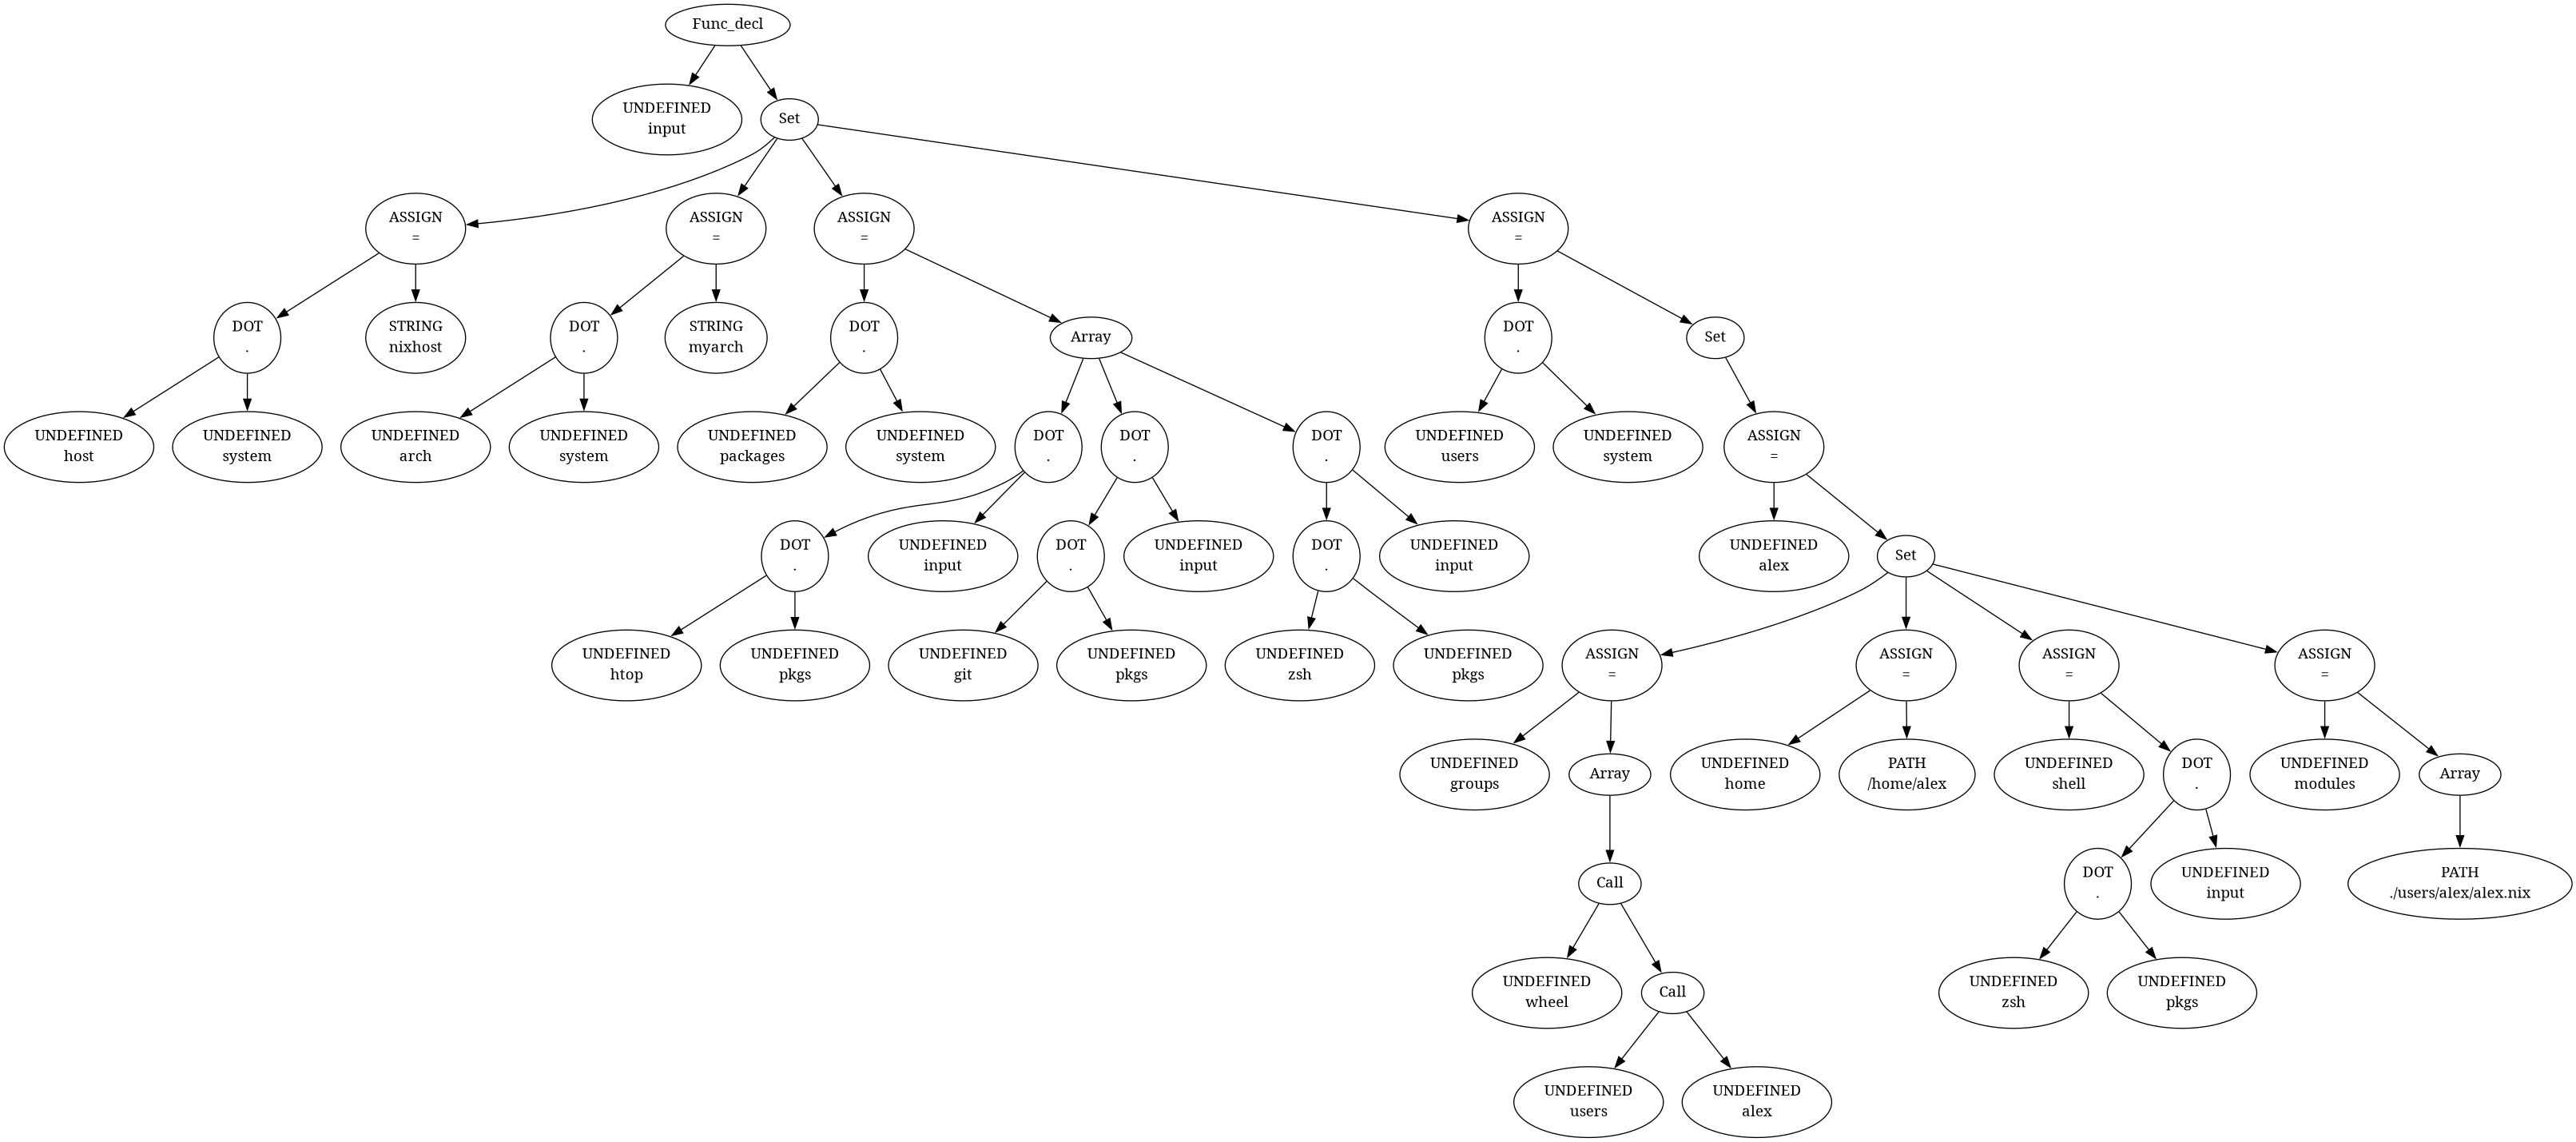 Func_decl
UNDEFINED
input
Set
ASSIGN
=
ASSIGN
=
ASSIGN
=
ASSIGN
=
DOT
.
STRING
nixhost
DOT
.
STRING
myarch
DOT
.
Array
DOT
.
Set
UNDEFINED
host
UNDEFINED
system
UNDEFINED
arch
UNDEFINED
system
UNDEFINED
packages
UNDEFINED
system
DOT
.
DOT
.
DOT
.
UNDEFINED
users
UNDEFINED
system
ASSIGN
=
DOT
.
UNDEFINED
input
DOT
.
UNDEFINED
input
DOT
.
UNDEFINED
input
UNDEFINED
alex
Set
UNDEFINED
htop
UNDEFINED
pkgs
UNDEFINED
git
UNDEFINED
pkgs
UNDEFINED
zsh
UNDEFINED
pkgs
ASSIGN
=
ASSIGN
=
ASSIGN
=
ASSIGN
=
UNDEFINED
groups
Array
UNDEFINED
home
PATH
/home/alex
UNDEFINED
shell
DOT
.
UNDEFINED
modules
Array
Call
DOT
.
UNDEFINED
input
PATH
./users/alex/alex.nix
UNDEFINED
wheel
Call
UNDEFINED
zsh
UNDEFINED
pkgs
UNDEFINED
users
UNDEFINED
alex